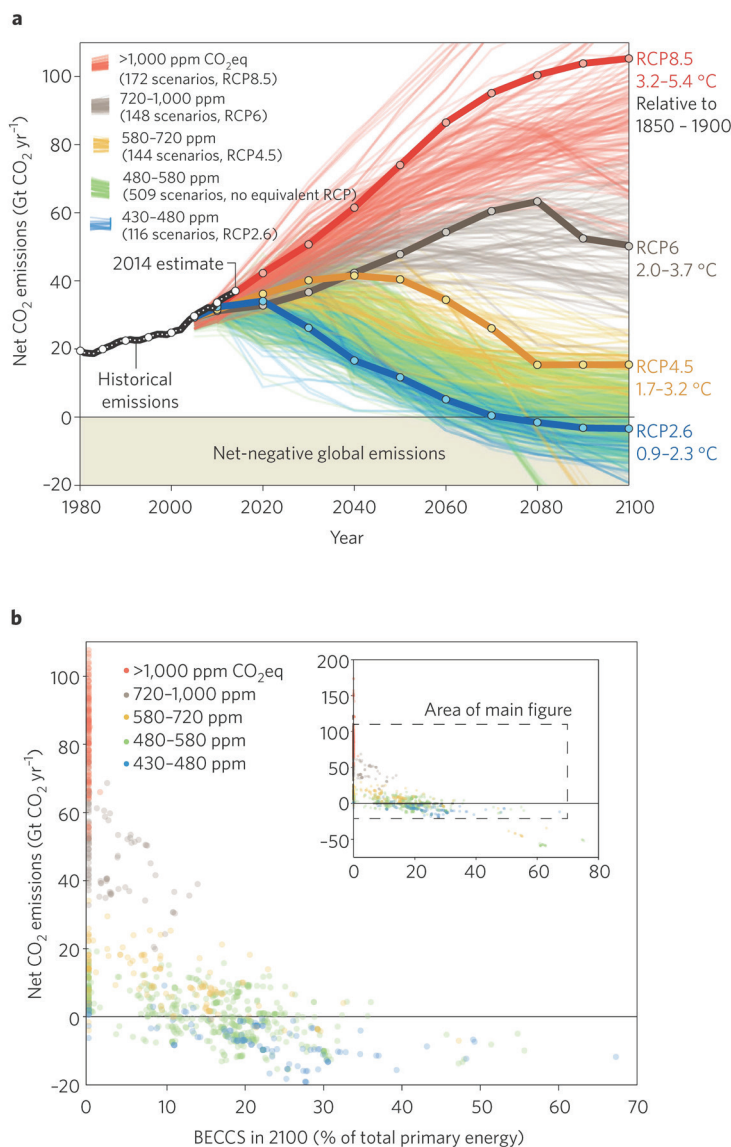 a
>1,000 ppm CO₂eq
(172 scenarios, RCP8.5)
720–1,000 ppm
(148 scenarios, RCP6)
580–720 ppm
(144 scenarios, RCP4.5)
480–580 ppm
(509 scenarios, no equivalent RCP)
430–480 ppm
(116 scenarios, RCP2.6)
2014 estimate
Historical
emissions
Net-negative global emissions
RCP8.5
3.2–5.4 °C
Relative to
1850 – 1900
RCP6
2.0–3.7 °C
RCP4.5
1.7–3.2 °C
RCP2.6
0.9–2.3 °C
Net CO₂ emissions (Gt CO₂ yr⁻¹)
100
80
60
40
20
0
–20
1980
2000
2020
2040
2060
2080
2100
Year
b
>1,000 ppm CO₂eq
720–1,000 ppm
580–720 ppm
480–580 ppm
430–480 ppm
Area of main figure
200
150
100
50
0
–50
0
20
40
60
80
Net CO₂ emissions (Gt CO₂ yr⁻¹)
100
80
60
40
20
0
–20
0
10
20
30
40
50
60
70
BECCS in 2100 (% of total primary energy)